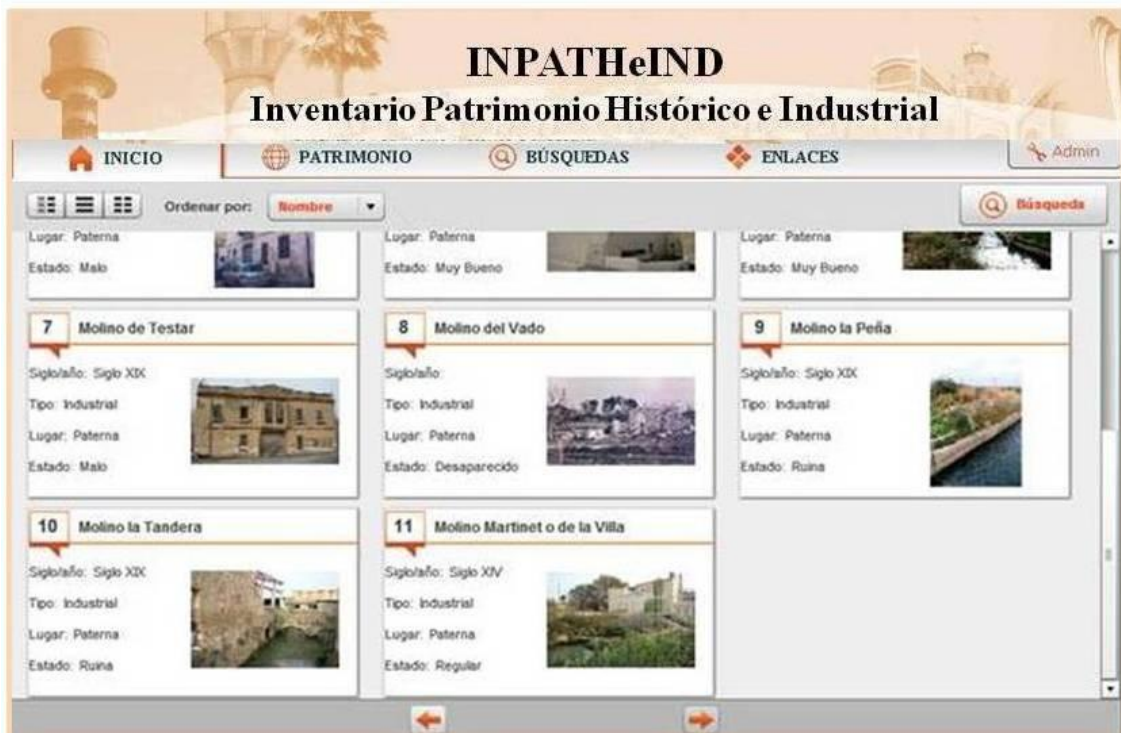 INPATHeIND
Inventario Patrimonio Histórico e Industrial
INICIO
PATRIMONIO
BÚSQUEDAS
ENLACES
Admin
Ordenar por:
Nombre
Búsqueda
Lugar: Paterna
Estado: Malo
Lugar: Paterna
Estado: Muy Bueno
Lugar: Paterna
Estado: Muy Bueno
7 Molino de Testar
Siglo/año: Siglo XIX
Tipo: Industrial
Lugar: Paterna
Estado: Malo
8 Molino del Vado
Siglo/año:
Tipo: Industrial
Lugar: Paterna
Estado: Desaparecido
9 Molino la Peña
Siglo/año: Siglo XIX
Tipo: Industrial
Lugar: Paterna
Estado: Ruina
10 Molino la Tandera
Siglo/año: Siglo XIX
Tipo: Industrial
Lugar: Paterna
Estado: Ruina
11 Molino Martinet o de la Villa
Siglo/año: Siglo XIV
Tipo: Industrial
Lugar: Paterna
Estado: Regular